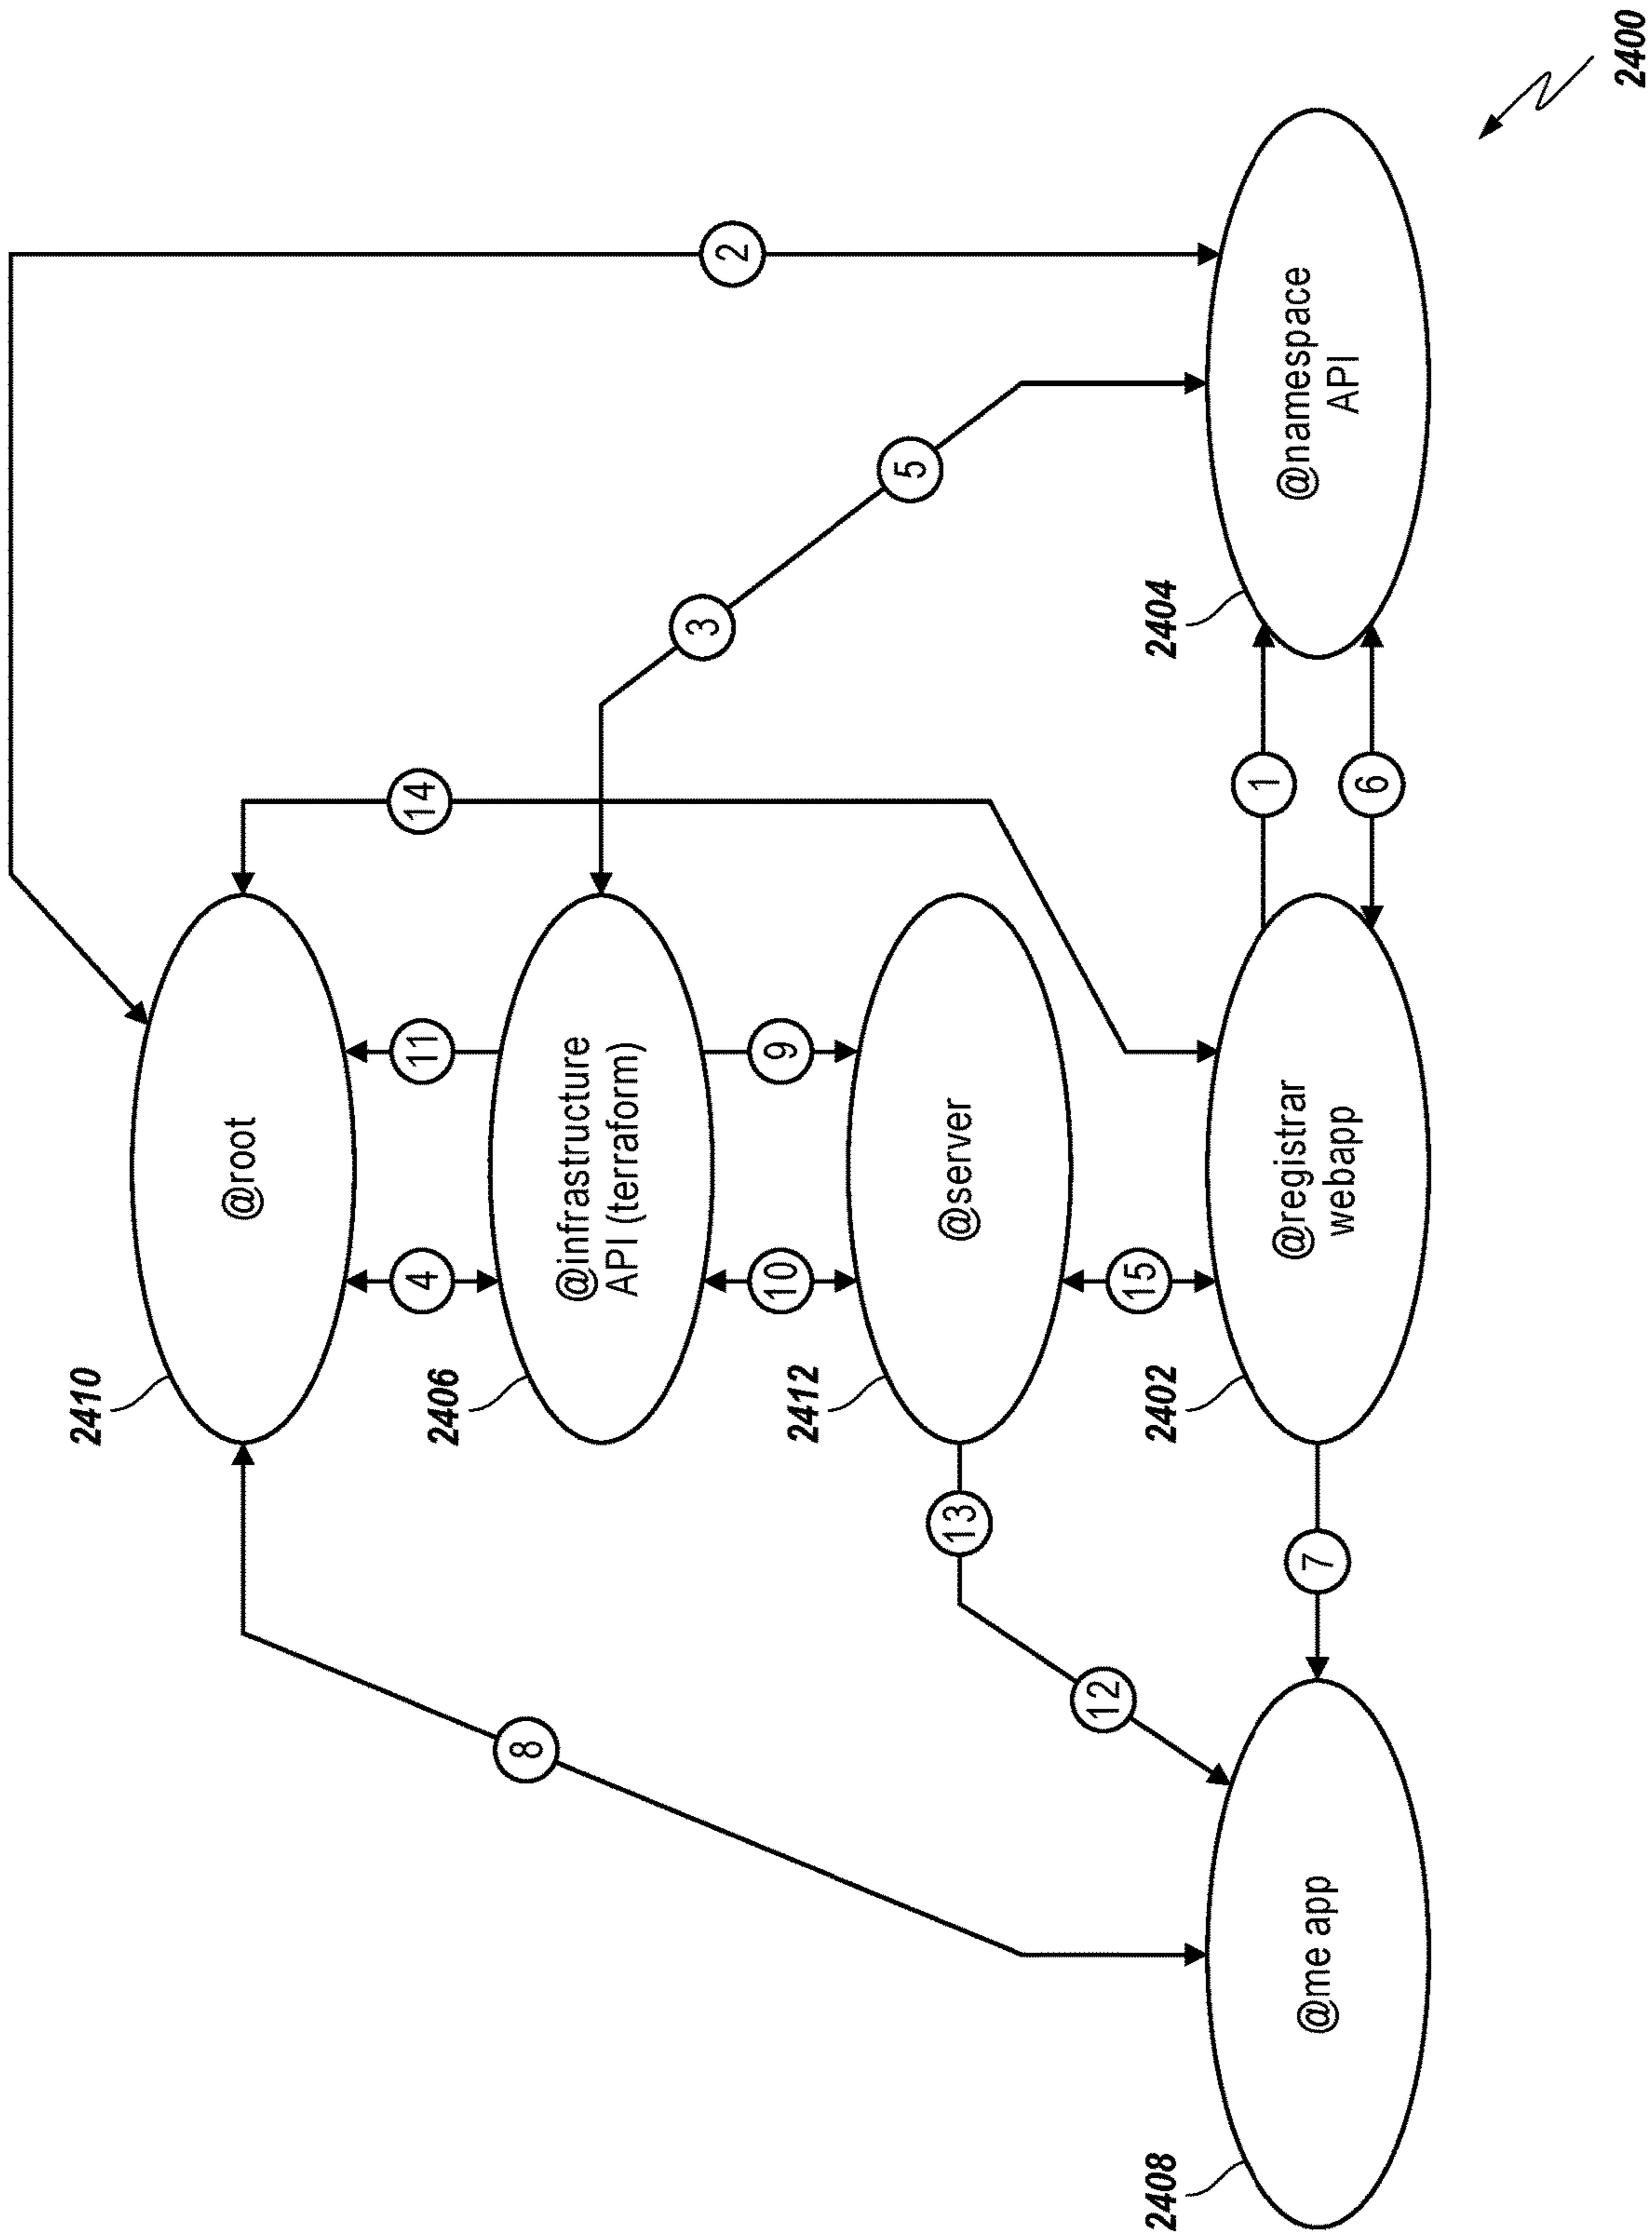 2410
@root
4
11
14
2406
8
@infrastructure
API (terraform)
3
2
10
9
2412
5
13
@server
12
15
2408
2402
2404
@me app
7
@registrar
webapp
1
6
@namespace
API
2400